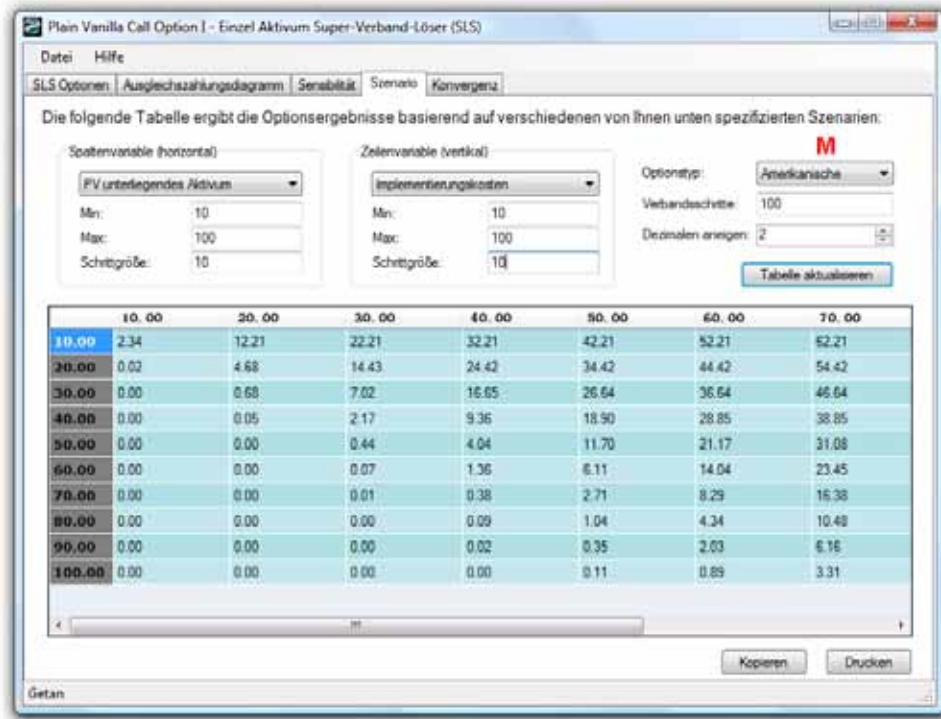 Plain Vanilla Call Option I - Einzel Aktivum Super-Verband-Löser (SLS)
Datei Hilfe
SLS Optionen Ausgleichszahlungsdiagramm Sensibilität Szenario Konvergenz
Die folgende Tabelle ergibt die Optionsergebnisse basierend auf verschiedenen von Ihnen unten spezifizierten Szenarien:
M
Spaltenvariable (horizontal)
PV unterliegendes Aktivum
Min: 10
Max: 100
Schrittgröße: 10
Zeilenvariable (vertikal)
Implementierungskosten
Min: 10
Max: 100
Schrittgröße: 10
Optionstyp: Amerikanische
Verbandsschritte: 100
Dezimalen anzeigen: 2
Tabelle aktualisieren
10.00 20.00 30.00 40.00 50.00 60.00 70.00
10.00 2.34 12.21 22.21 32.21 42.21 52.21 62.21
20.00 0.02 4.68 14.43 24.42 34.42 44.42 54.42
30.00 0.00 0.68 7.02 16.65 26.64 36.64 46.64
40.00 0.00 0.05 2.17 9.36 18.90 28.85 38.85
50.00 0.00 0.00 0.44 4.04 11.70 21.17 31.08
60.00 0.00 0.00 0.07 1.36 6.11 14.04 23.45
70.00 0.00 0.00 0.01 0.38 2.71 8.29 16.38
80.00 0.00 0.00 0.00 0.09 1.04 4.34 10.48
90.00 0.00 0.00 0.00 0.02 0.35 2.03 6.16
100.00 0.00 0.00 0.00 0.00 0.11 0.89 3.31
Kopieren Drucken
Getan